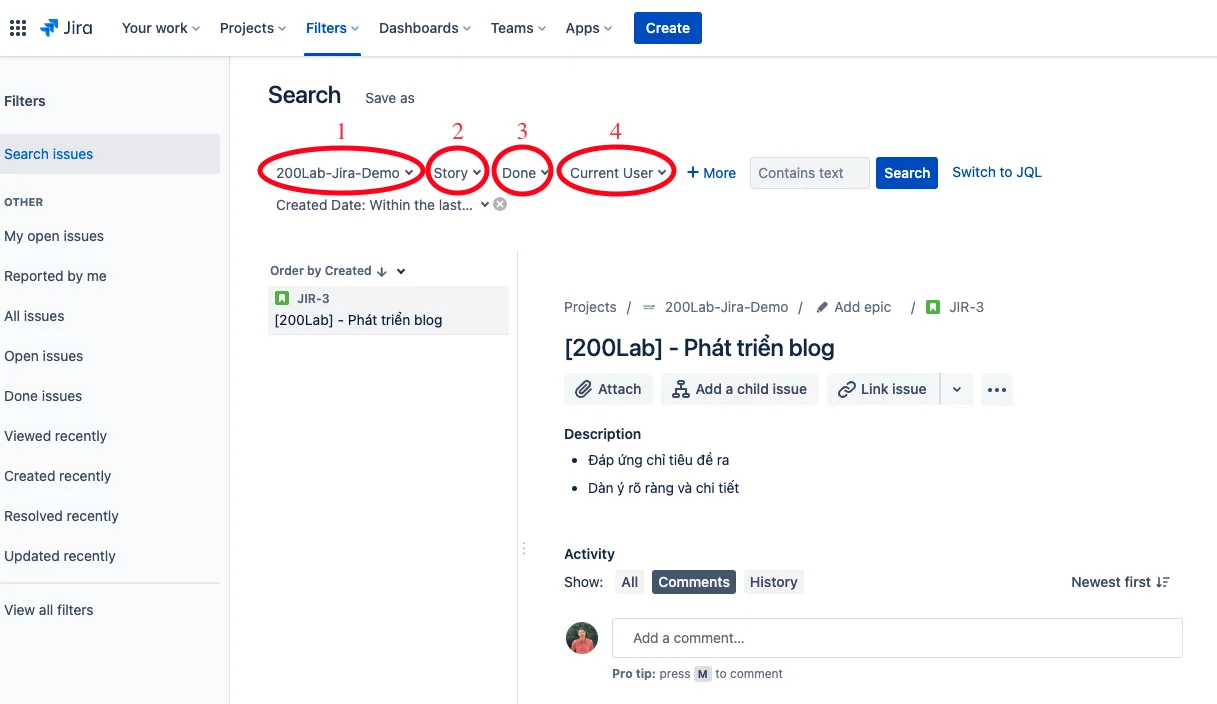 Jira Your work Projects Filters Dashboards Teams Apps Create
Filters
Search issues
OTHER
My open issues
Reported by me
All issues
Open issues
Done issues
Viewed recently
Created recently
Resolved recently
Updated recently
View all filters
Search Save as
1 2 3 4
200Lab-Jira-Demo Story Done Current User + More Contains text Search Switch to JQL
Created Date: Within the last...
Order by Created
JIR-3
[200Lab] - Phát triển blog
Projects / 200Lab-Jira-Demo / Add epic / JIR-3
[200Lab] - Phát triển blog
Attach Add a child issue Link issue
Description
• Đáp ứng chỉ tiêu đề ra
• Dàn ý rõ ràng và chi tiết
Activity
Show: All Comments History Newest first
Add a comment...
Pro tip: press M to comment